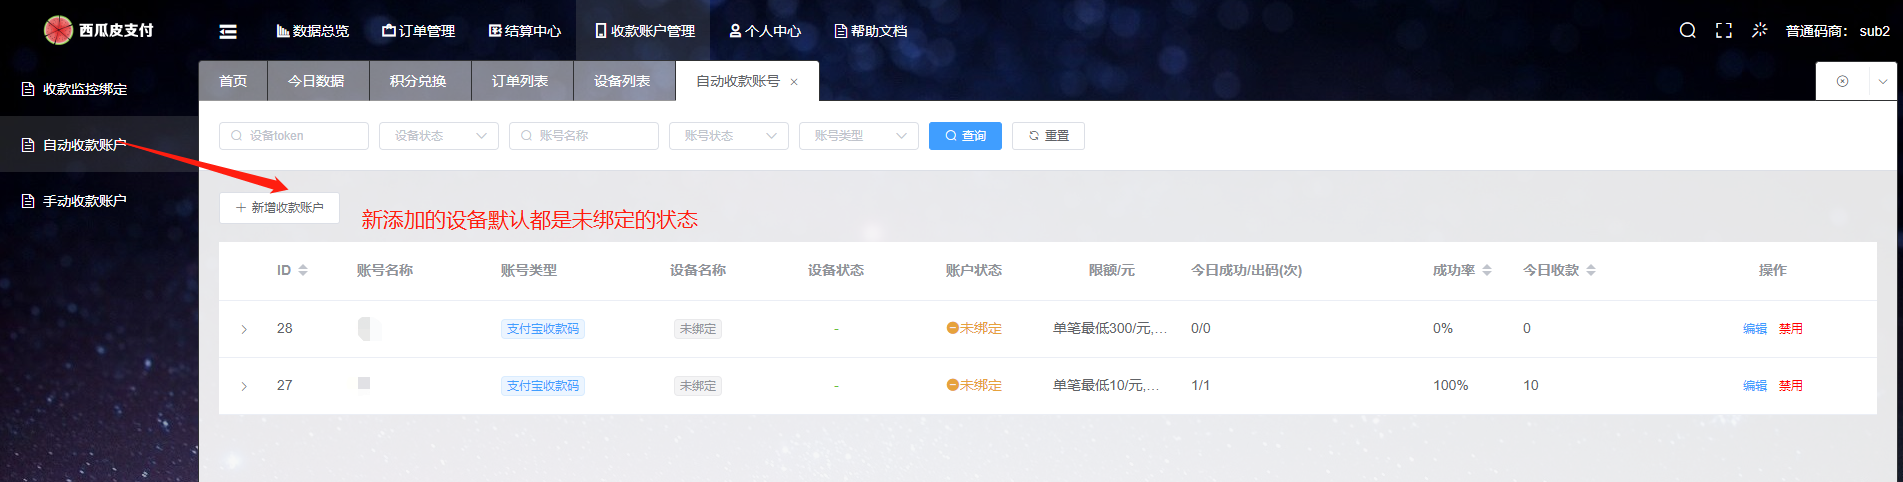 西瓜皮支付
数据总览 订单管理 结算中心 收款账户管理 个人中心 帮助文档
普通码商： sub2
收款监控绑定
自动收款账户
手动收款账户
首页 今日数据 积分兑换 订单列表 设备列表 自动收款账号
设备token 设备状态 账号名称 账号状态 账号类型 查询 重置
新增收款账户
新添加的设备默认都是未绑定的状态
ID 账号名称 账号类型 设备名称 设备状态 账户状态 限额/元 今日成功/出码(次) 成功率 今日收款 操作
28 支付宝收款码 未绑定 - 未绑定 单笔最低300/元,... 0/0 0% 0 编辑 禁用
27 支付宝收款码 未绑定 - 未绑定 单笔最低10/元,... 1/1 100% 10 编辑 禁用